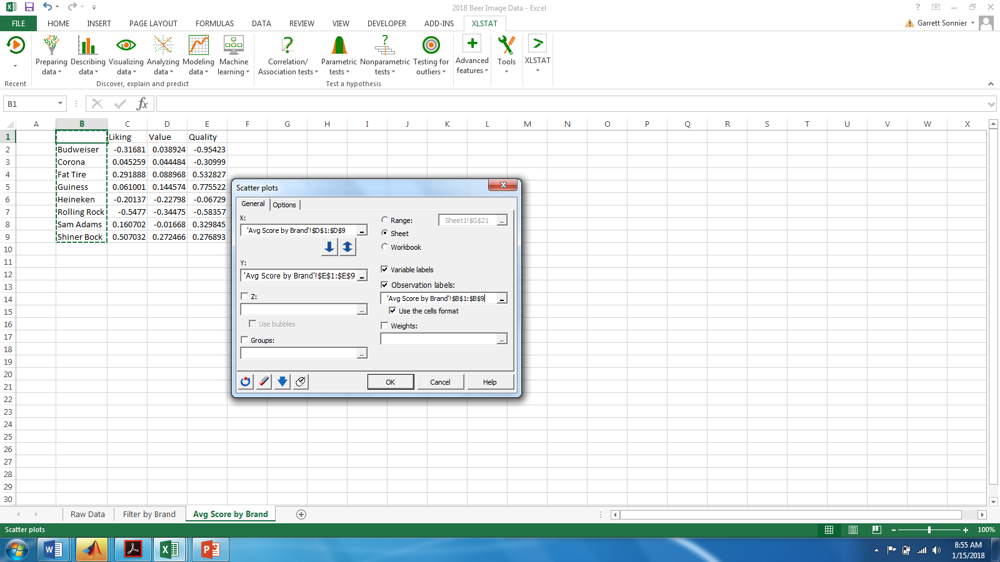 2018 Beer Image Data - Excel
?
FILE HOME INSERT PAGE LAYOUT FORMULAS DATA REVIEW VIEW DEVELOPER ADD-INS XLSTAT Garrett Sonnier
Preparing data Describing data Visualizing data Analyzing data Modeling data Machine learning Correlation/ Association tests Parametric tests Nonparametric tests Testing for outliers Advanced features Tools XLSTAT
Recent Discover, explain and predict Test a hypothesis
B1 fx
A B C D E F G H I J K L M N O P Q R S T U V W X
1 Liking Value Quality
2 Budweiser -0.31681 0.038924 -0.95423
3 Corona 0.045259 0.044484 -0.30999
4 Fat Tire 0.291888 0.088968 0.532827
5 Guiness 0.061001 0.144574 0.775522
6 Heineken -0.20137 -0.22798 -0.06729
7 Rolling Rock -0.5477 -0.34475 -0.58357
8 Sam Adams 0.160702 -0.01668 0.329845
9 Shiner Bock 0.507032 0.272466 0.276893
10
11
12
13
14
15
16
17
18
19
20
21
22
23
24
25
26
27
28
29
30
Scatter plots
General Options
X:
'Avg Score by Brand'!$D$1:$D$9
Y:
'Avg Score by Brand'!$E$1:$E$9
Z:
Use bubbles
Groups:
Range: Sheet1!$G$21
Sheet
Workbook
Variable labels
Observation labels:
'Avg Score by Brand'!$B$1:$B$9
Use the cells format
Weights:
OK Cancel Help
Raw Data Filter by Brand Avg Score by Brand
Scatter plots 100%
8:55 AM
1/15/2018